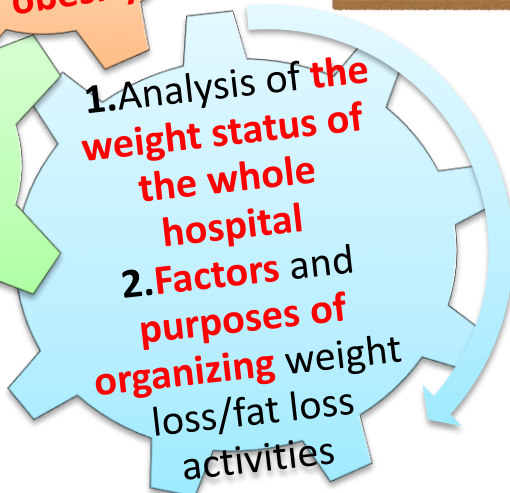 1.Analysis of the
weight status of
the whole
hospital
2.Factors and
purposes of
organizing weight
loss/fat loss
activities